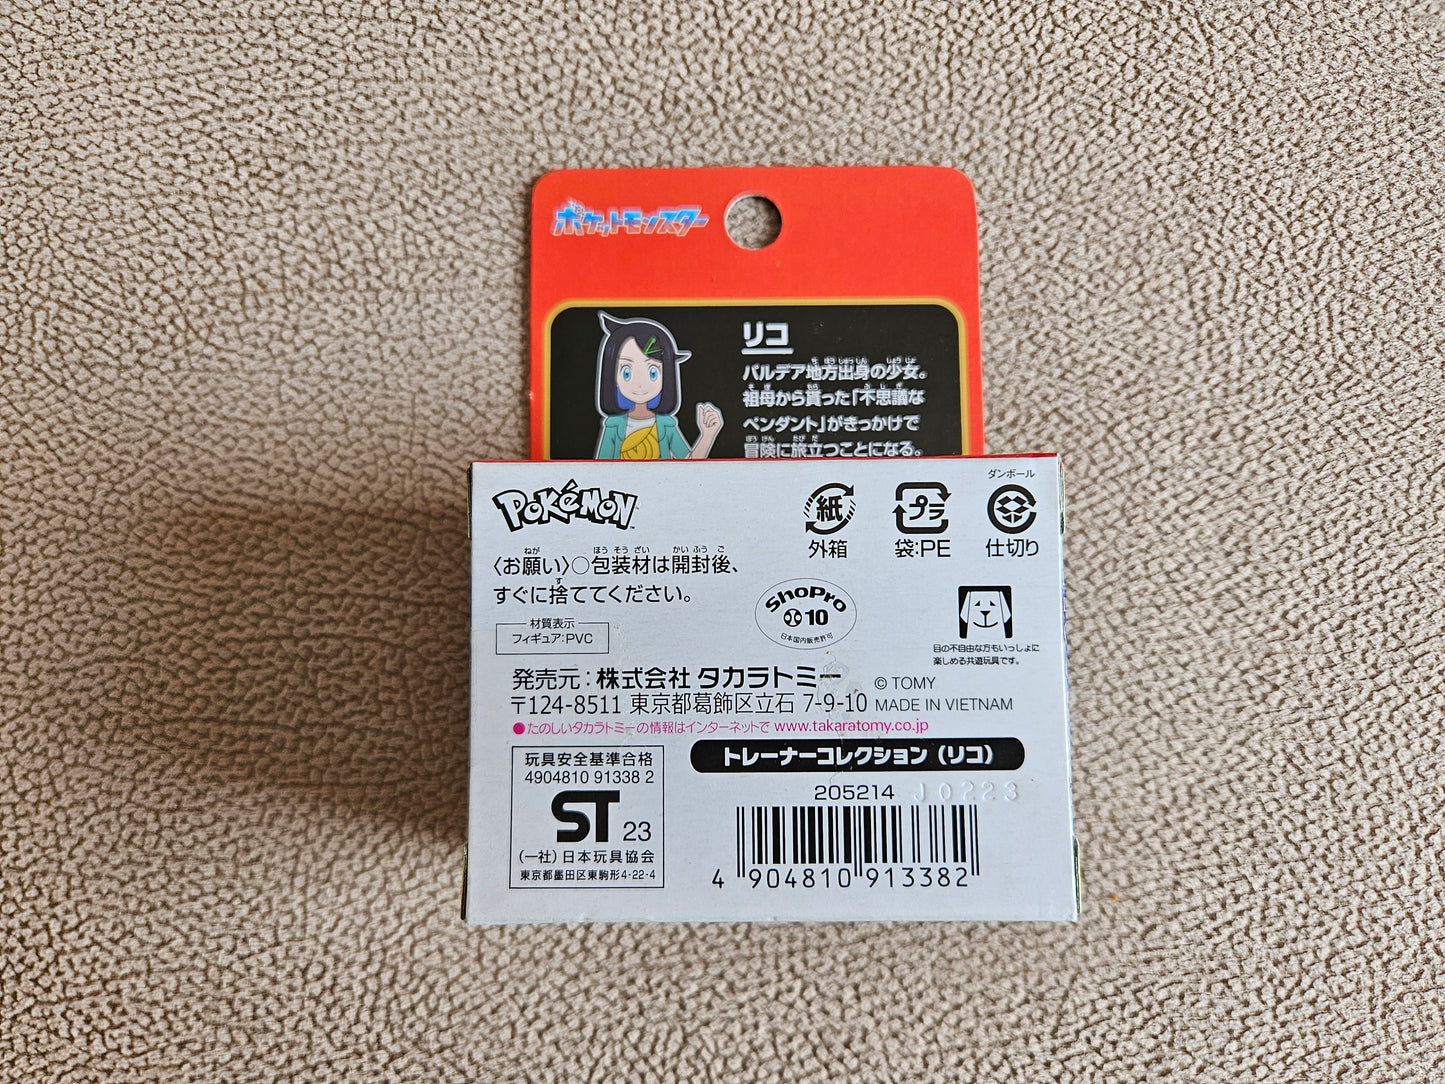 ポケットモンスター
リコ
パルデア地方出身の少女。
祖母から貰った「不思議な
ペンダント」がきっかけで
冒険に旅立つことになる。
POKéMON
ダンボール
紙
プラ
外箱
袋:PE
仕切り
〈お願い〉○包装材は開封後、
すぐに捨ててください。
ShoPro
10
日本国内販売許可
材質表示
フィギュア:PVC
目の不自由な方もいっしょに
楽しめる共遊玩具です。
発売元:株式会社 タカラトミー
© TOMY
〒124-8511 東京都葛飾区立石 7-9-10
MADE IN VIETNAM
●たのしいタカラトミーの情報はインターネットで www.takaratomy.co.jp
玩具安全基準合格
4904810 91338 2
ST 23
(一社)日本玩具協会
東京都墨田区東駒形4-22-4
トレーナーコレクション(リコ)
205214 J0223
4 904810 913382